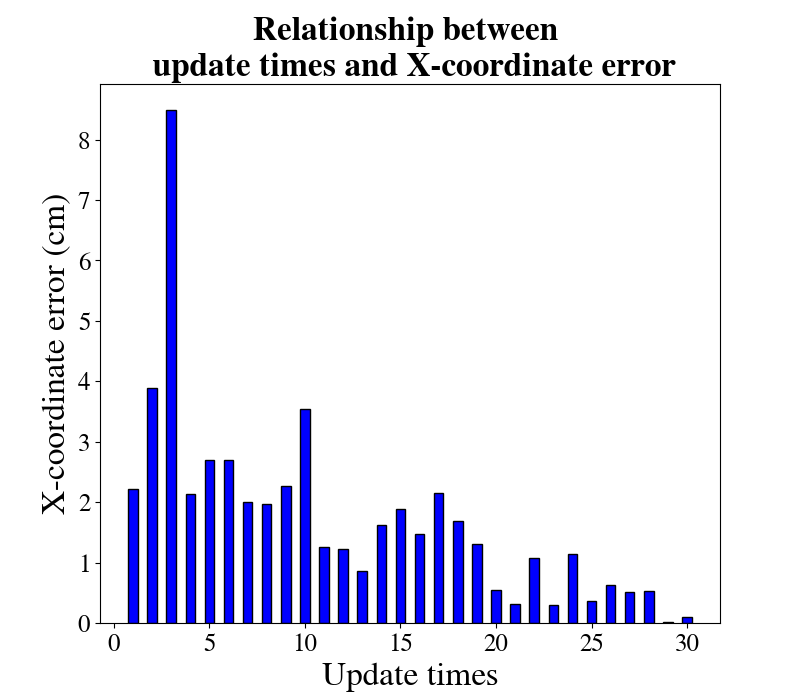 Relationship between
update times and X-coordinate error
X-coordinate error (cm)
8
7
6
5
4
3
2
1
0
0 5 10 15 20 25 30
Update times